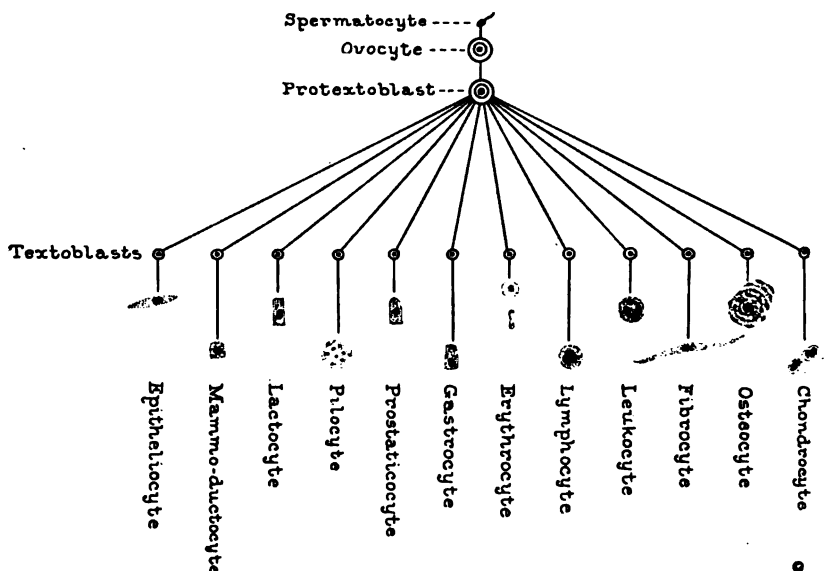 Spermatocyte
Ovocyte
Protextoblast
Textoblasts
Epitheliocyte
Mammo-ductocyte
Lactocyte
Pilocyte
Prostaticocyte
Gastrocyte
Erythrocyte
Lymphocyte
Leukocyte
Fibrocyte
Osteocyte
Chondrocyte